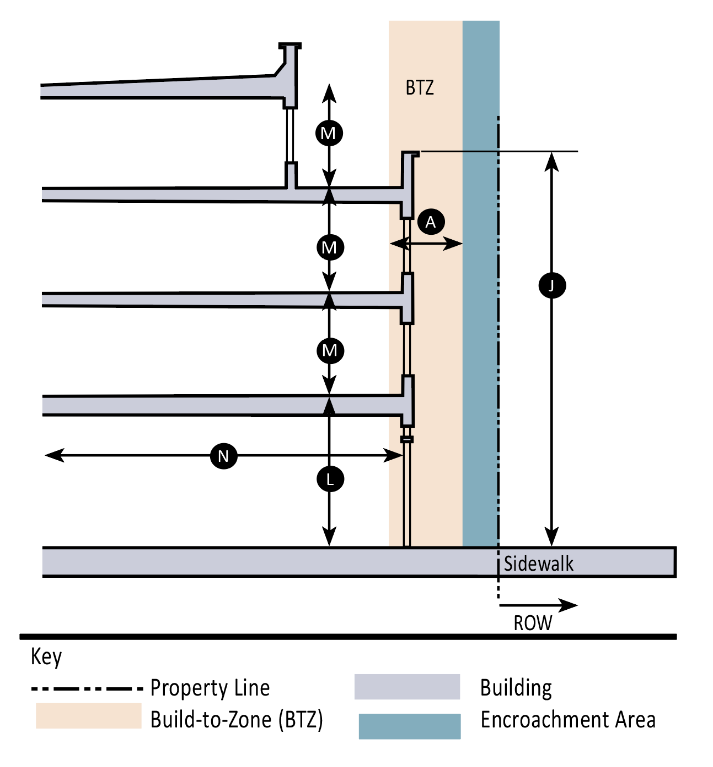 BTZ
M
A
M
J
M
N
L
Sidewalk
ROW
Key
Property Line
Building
Build-to-Zone (BTZ)
Encroachment Area